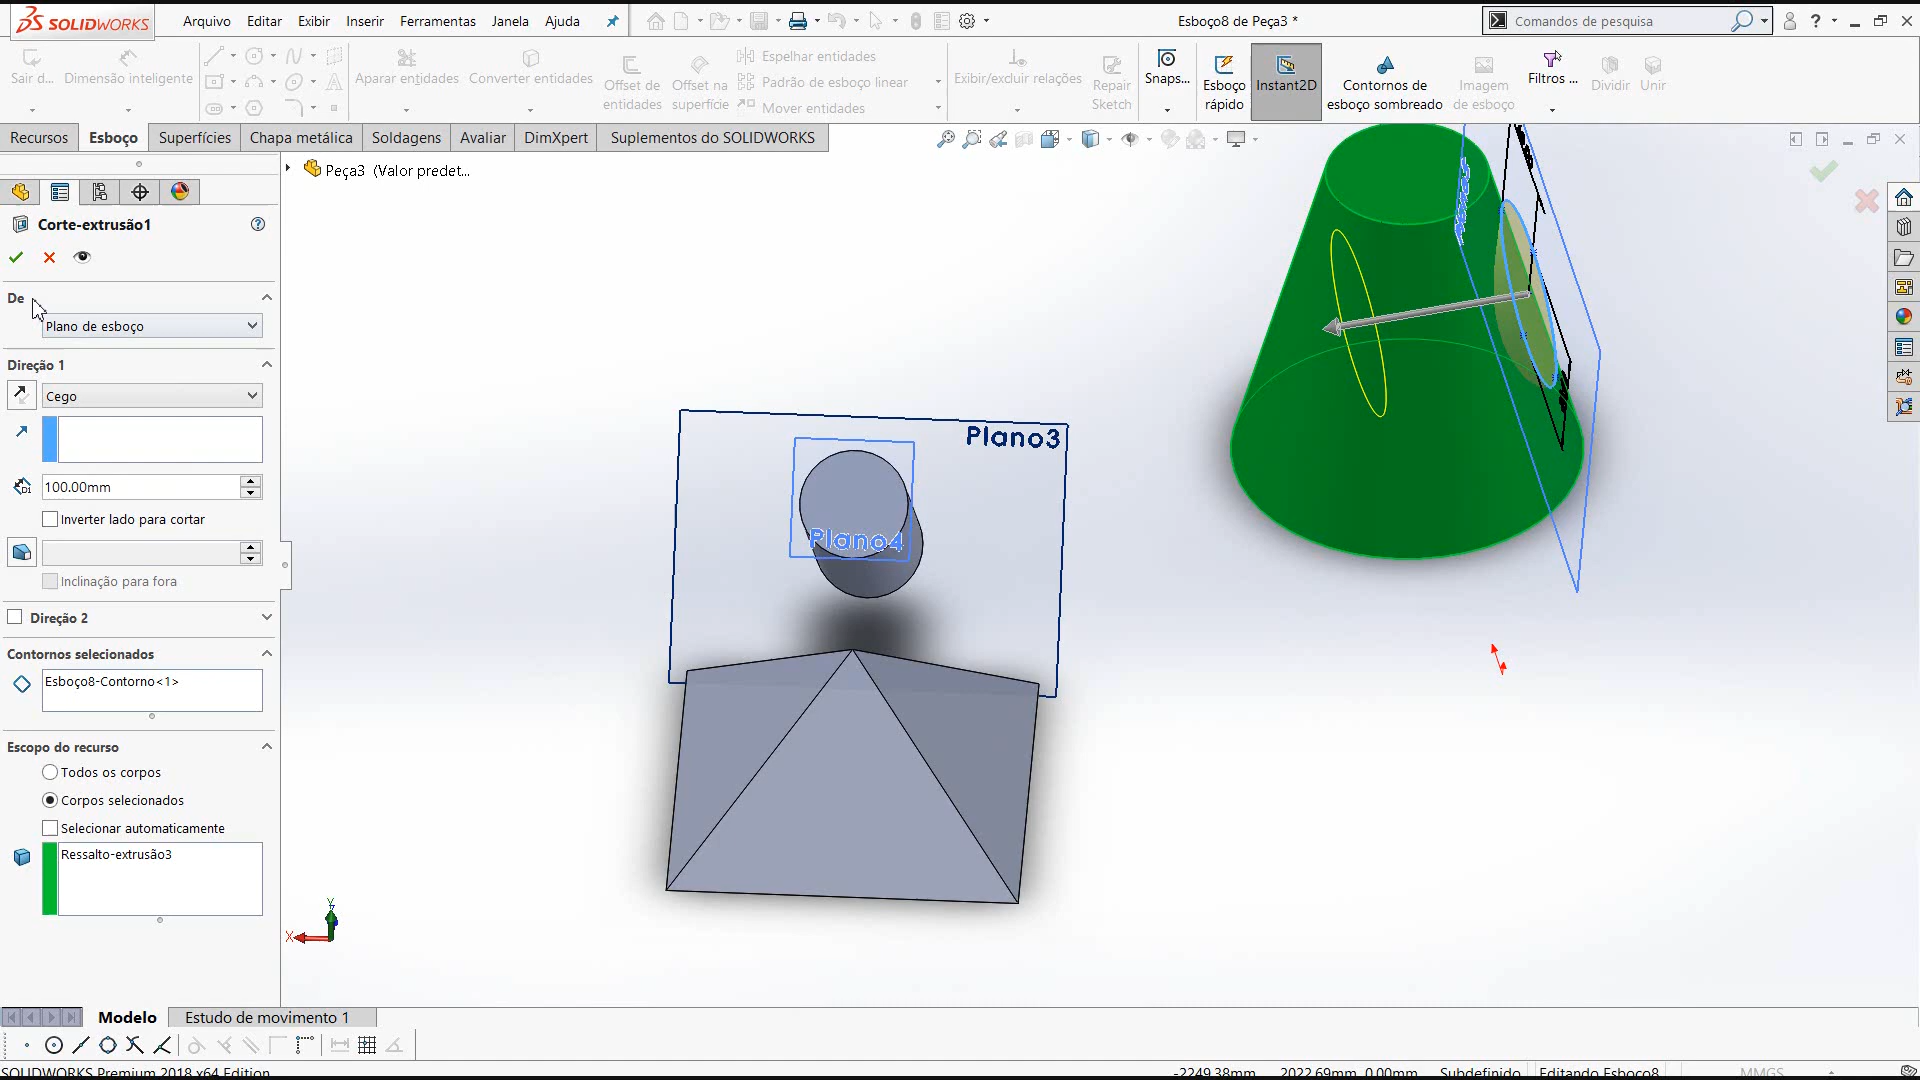 SOLIDWORKS
Arquivo Editar Exibir Inserir Ferramentas Janela Ajuda
Esboço8 de Peça3 *
Comandos de pesquisa
Sair d...
Dimensão inteligente
Aparar entidades
Converter entidades
Offset de entidades
Offset na superfície
Espelhar entidades
Padrão de esboço linear
Mover entidades
Exibir/excluir relações
Repair Sketch
Snaps...
Esboço rápido
Instant2D
Contornos de esboço sombreado
Imagem de esboço
Filtros ...
Dividir
Unir
Recursos Esboço Superfícies Chapa metálica Soldagens Avaliar DimXpert Suplementos do SOLIDWORKS
Peça3 (Valor predet...
Corte-extrusão1
De
Plano de esboço
Direção 1
Cego
100.00mm
Inverter lado para cortar
Inclinação para fora
Direção 2
Contornos selecionados
Esboço8-Contorno<1>
Escopo do recurso
Todos os corpos
Corpos selecionados
Selecionar automaticamente
Ressalto-extrusão3
Plano3
Plano4
Y
X
Modelo Estudo de movimento 1
SOLIDWORKS Premium 2018 x64 Edition
-2249.38mm 2022.69mm 0.00mm Subdefinido Editando Esboço8 MMGS